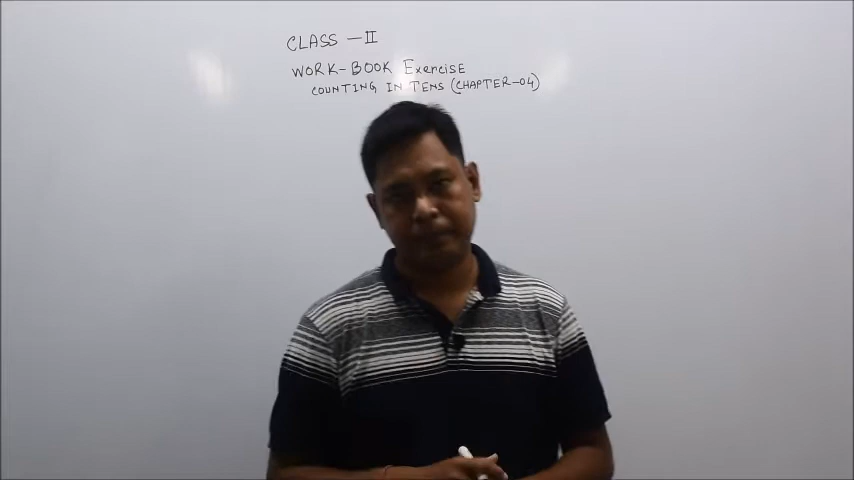 CLASS - II
WORK-BOOK Exercise
COUNTING IN TENS (CHAPTER-04)